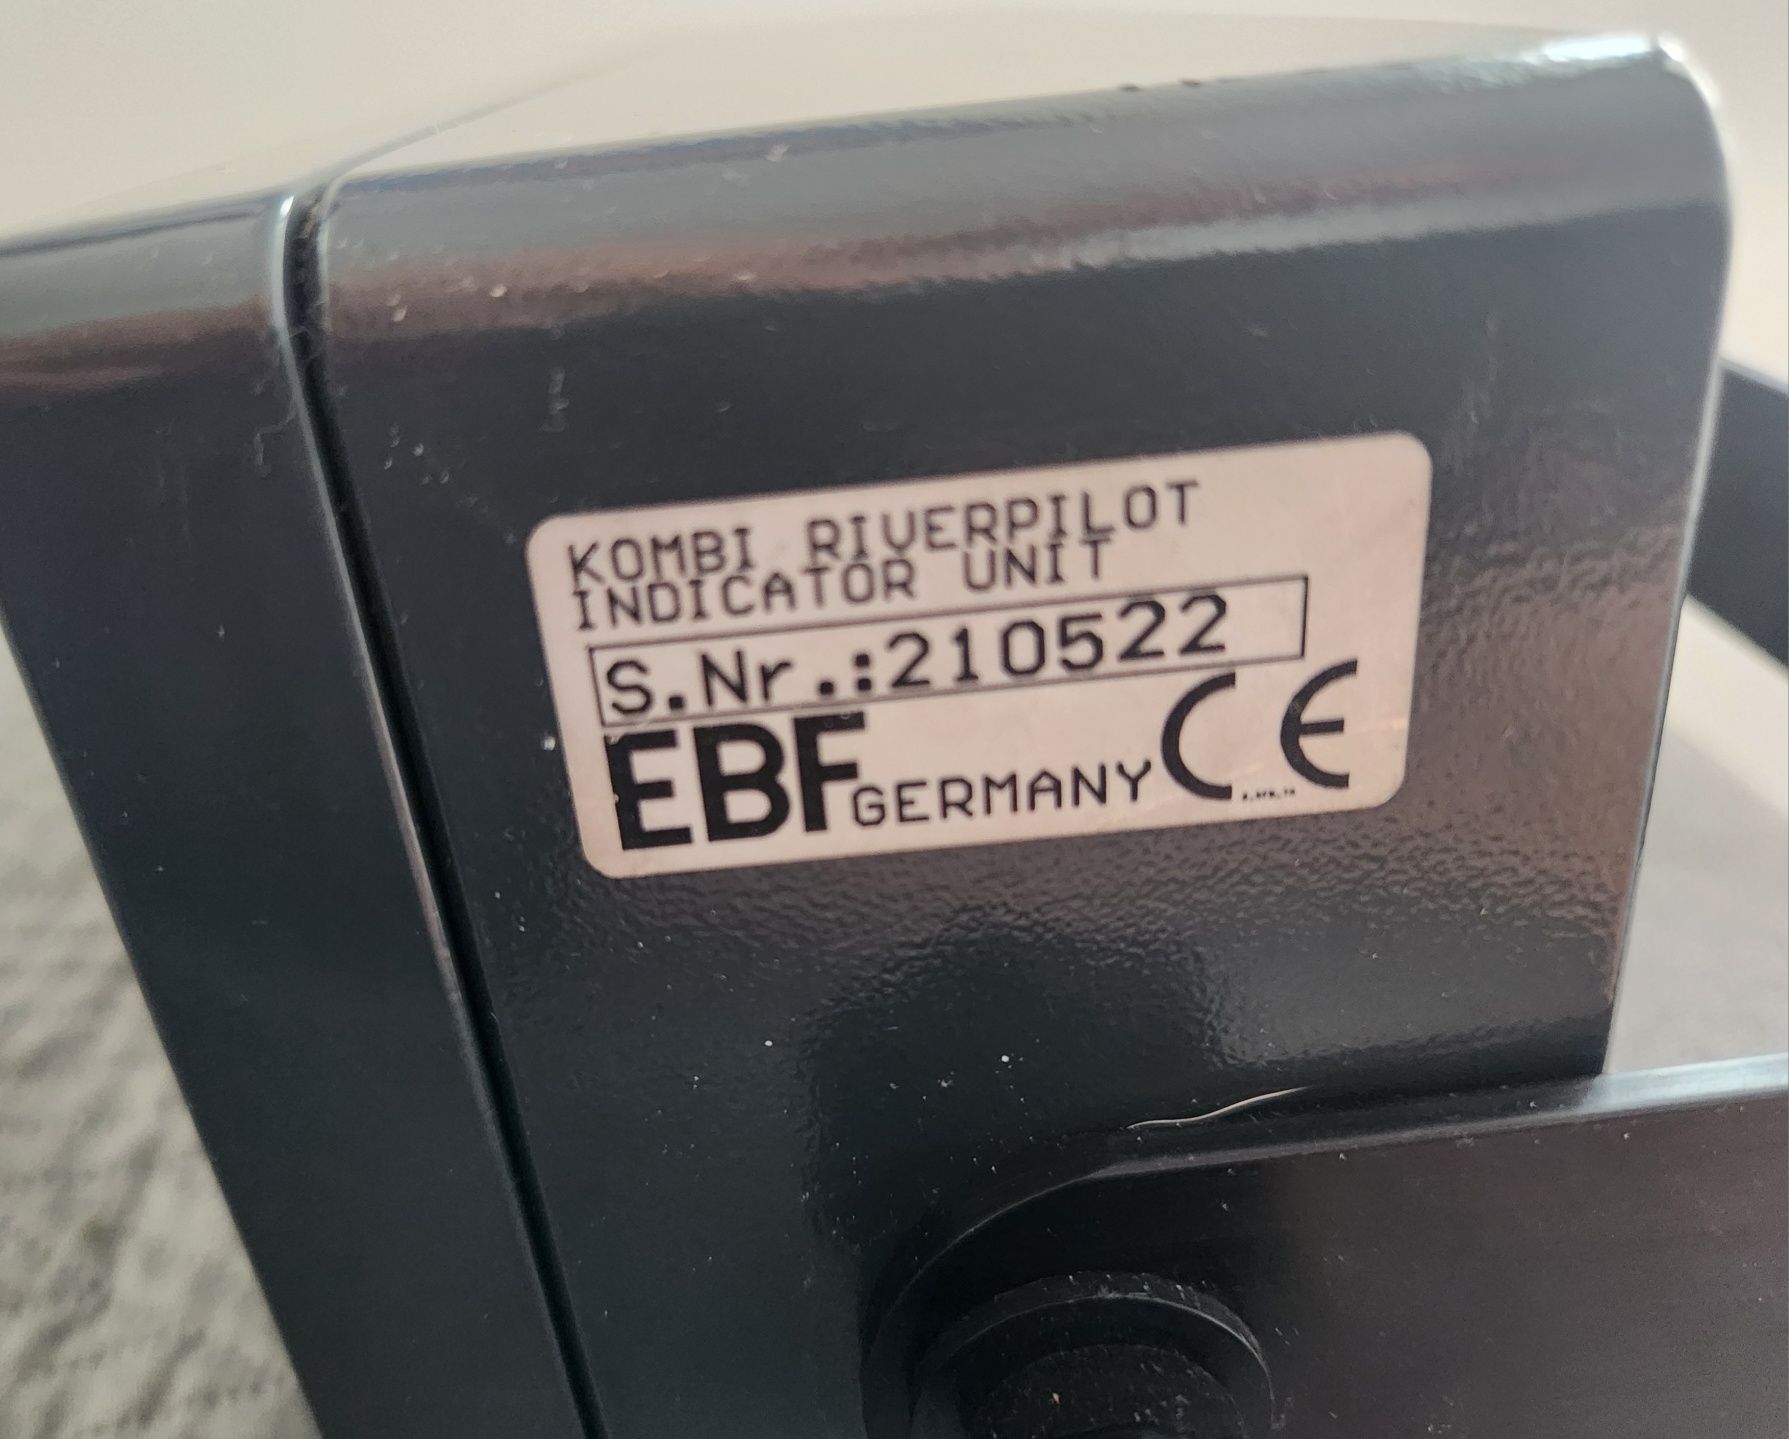 KOMBI RIVERPILOT
INDICATOR UNIT
S.Nr.:210522
EBF GERMANY CE